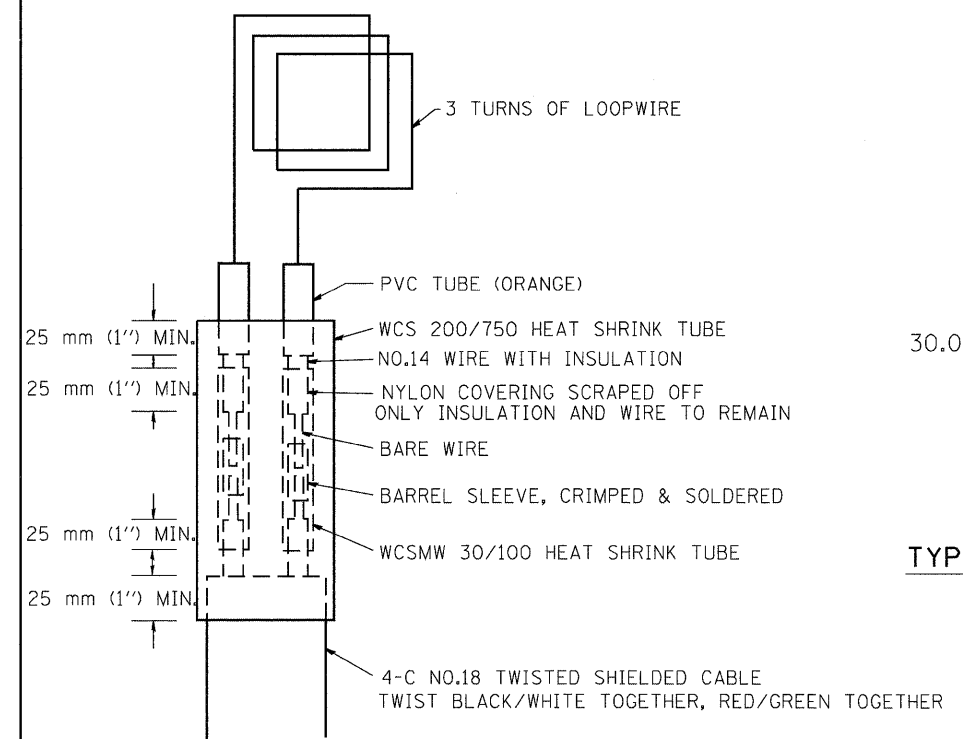 3 TURNS OF LOOPWIRE
PVC TUBE (ORANGE)
25 mm (1") MIN.
WCS 200/750 HEAT SHRINK TUBE
30.0
NO.14 WIRE WITH INSULATION
25 mm (1") MIN.
NYLON COVERING SCRAPED OFF
ONLY INSULATION AND WIRE TO REMAIN
BARE WIRE
BARREL SLEEVE, CRIMPED & SOLDERED
25 mm (1") MIN.
WCSMW 30/100 HEAT SHRINK TUBE
TYP
25 mm (1") MIN.
4-C NO.18 TWISTED SHIELDED CABLE
TWIST BLACK/WHITE TOGETHER, RED/GREEN TOGETHER